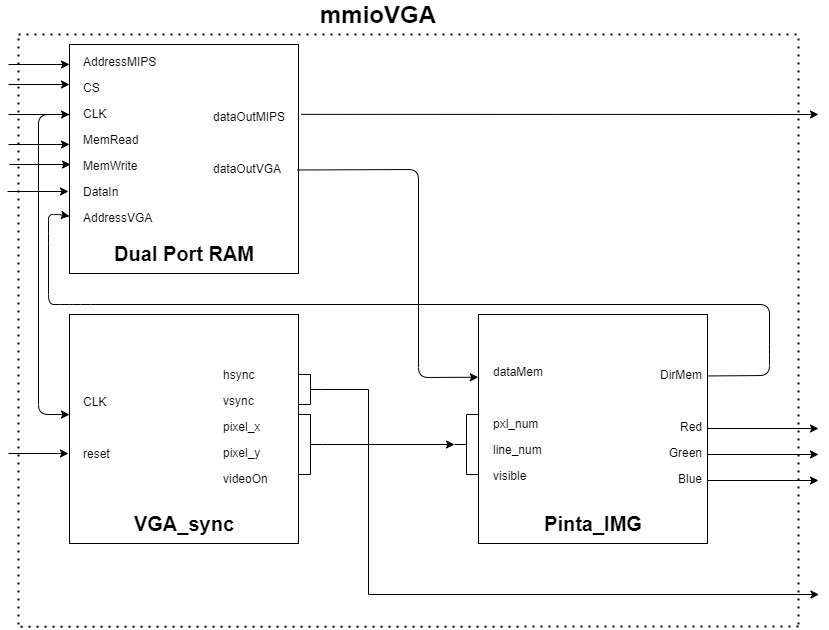 mmioVGA
AddressMIPS
CS
CLK
MemRead
MemWrite
DataIn
AddressVGA
dataOutMIPS
dataOutVGA
Dual Port RAM
CLK
reset
hsync
vsync
pixel_x
pixel_y
videoOn
VGA_sync
dataMem
pxl_num
line_num
visible
DirMem
Red
Green
Blue
Pinta_IMG